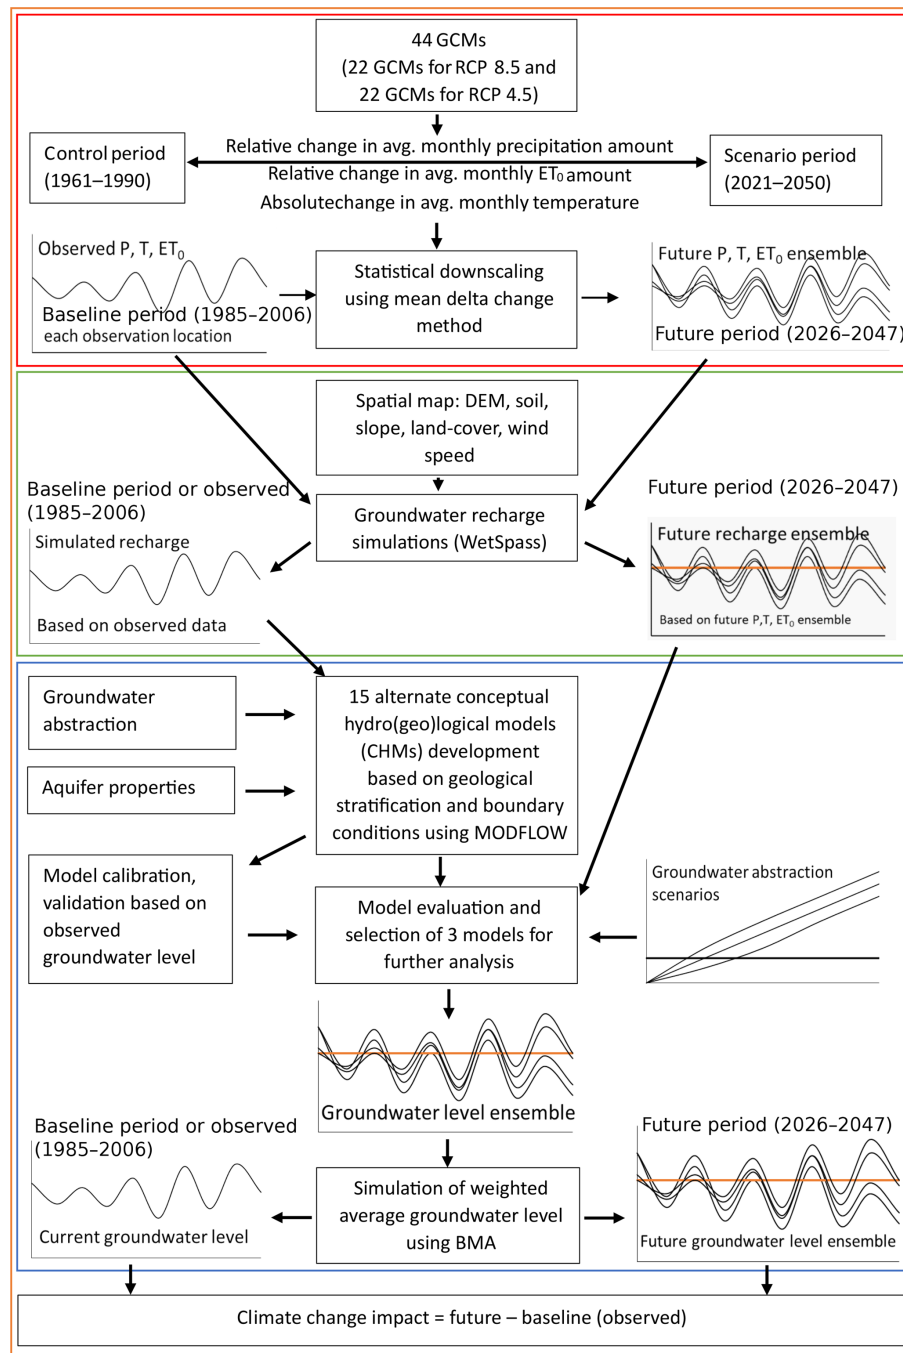 44 GCMs
(22 GCMs for RCP 8.5 and
22 GCMs for RCP 4.5)
Control period
(1961–1990)
Relative change in avg. monthly precipitation amount
Relative change in avg. monthly ET₀ amount
Absolutechange in avg. monthly temperature
Scenario period
(2021–2050)
Observed P, T, ET₀
Baseline period (1985–2006)
each observation location
Statistical downscaling
using mean delta change
method
Future P, T, ET₀ ensemble
Future period (2026–2047)
Spatial map: DEM, soil,
slope, land-cover, wind
speed
Baseline period or observed
(1985–2006)
Simulated recharge
Based on observed data
Groundwater recharge
simulations (WetSpass)
Future period (2026–2047)
Future recharge ensemble
Based on future P,T, ET₀ ensemble
Groundwater
abstraction
Aquifer properties
15 alternate conceptual
hydro(geo)logical models
(CHMs) development
based on geological
stratification and boundary
conditions using MODFLOW
Model calibration,
validation based on
observed
groundwater level
Model evaluation and
selection of 3 models for
further analysis
Groundwater abstraction
scenarios
Groundwater level ensemble
Baseline period or observed
(1985–2006)
Current groundwater level
Simulation of weighted
average groundwater level
using BMA
Future period (2026–2047)
Future groundwater level ensemble
Climate change impact = future – baseline (observed)